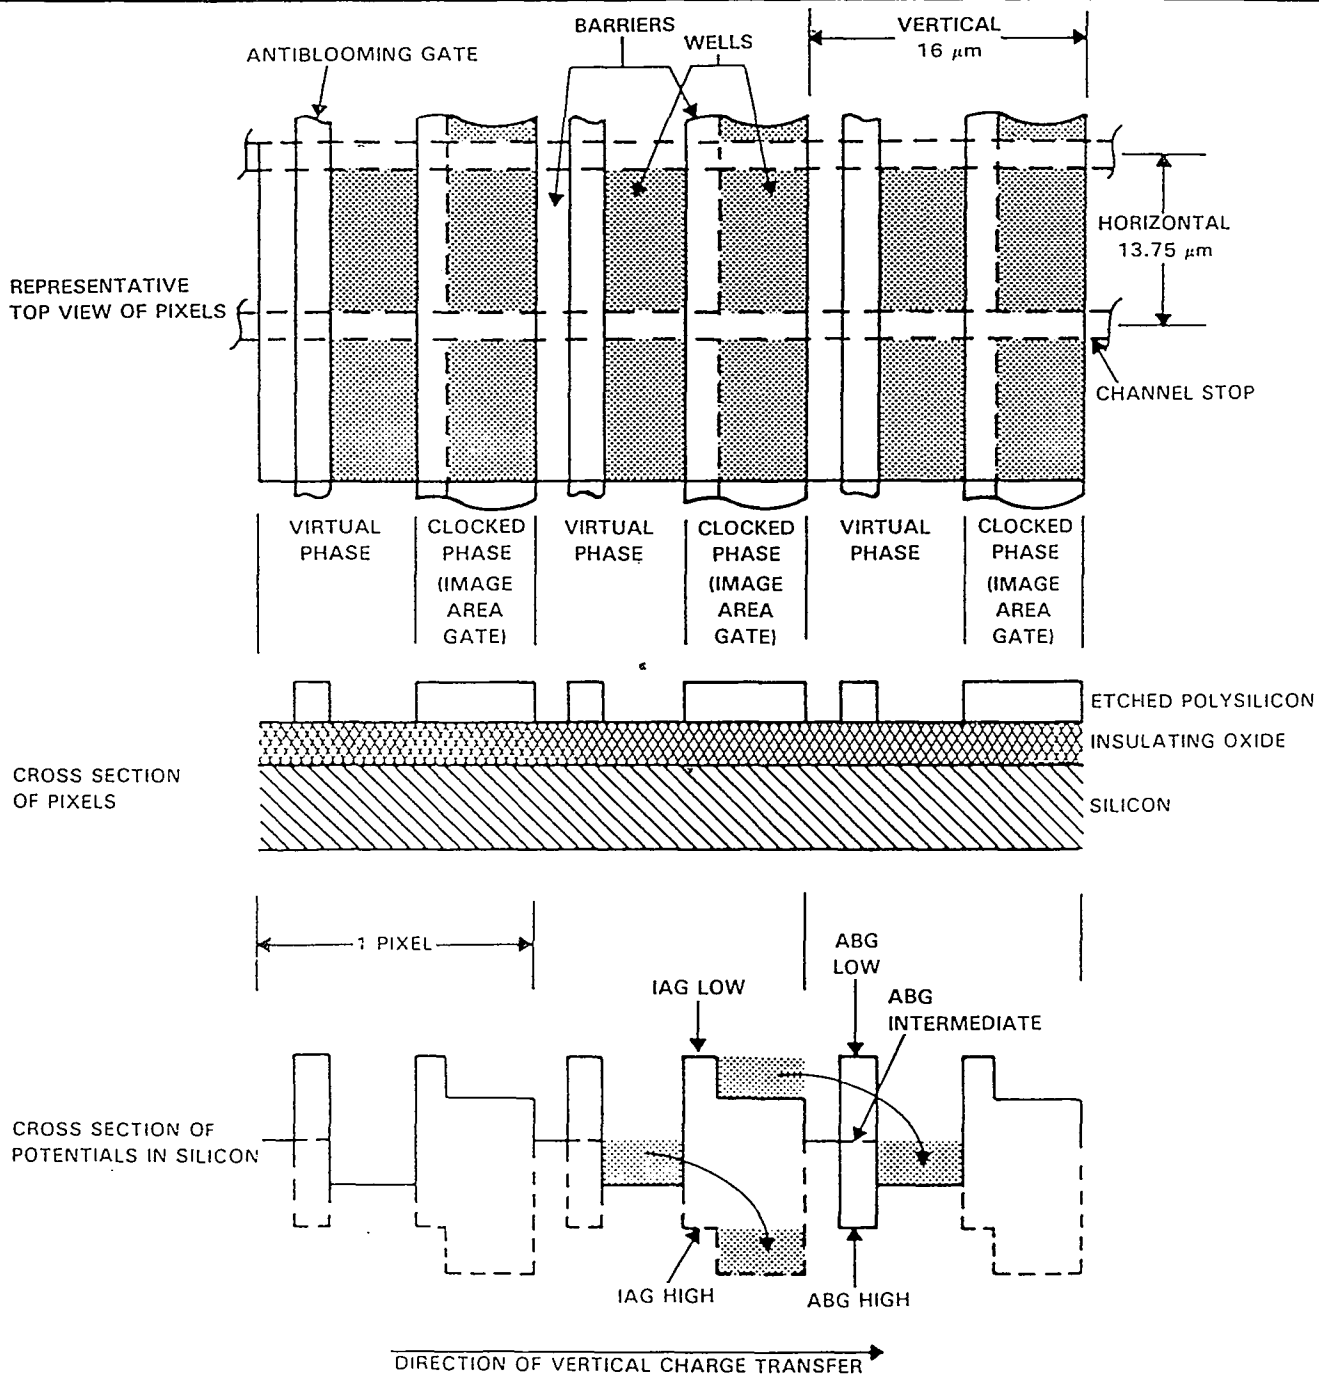 BARRIERS
WELLS
VERTICAL
16 μm
ANTIBLOOMING GATE
HORIZONTAL
13.75 μm
REPRESENTATIVE
TOP VIEW OF PIXELS
CHANNEL STOP
VIRTUAL
PHASE
CLOCKED
PHASE
(IMAGE
AREA
GATE)
VIRTUAL
PHASE
CLOCKED
PHASE
(IMAGE
AREA
GATE)
VIRTUAL
PHASE
CLOCKED
PHASE
(IMAGE
AREA
GATE)
ETCHED POLYSILICON
INSULATING OXIDE
CROSS SECTION
OF PIXELS
SILICON
1 PIXEL
ABG
LOW
IAG LOW
ABG
INTERMEDIATE
CROSS SECTION OF
POTENTIALS IN SILICON
IAG HIGH
ABG HIGH
DIRECTION OF VERTICAL CHARGE TRANSFER